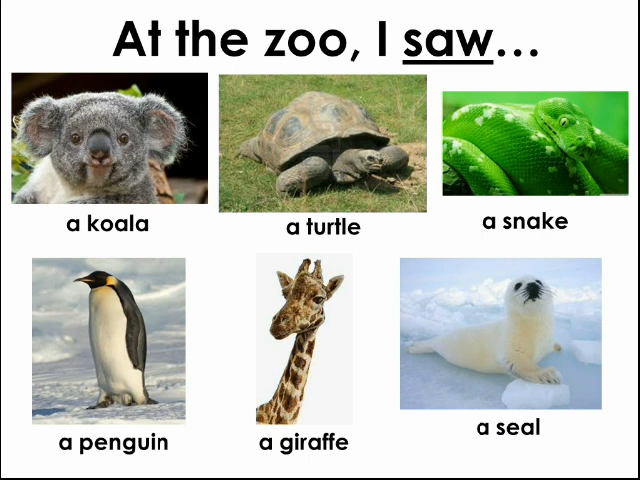 At the zoo, I saw...
a koala
a turtle
a snake
a penguin
a giraffe
a seal